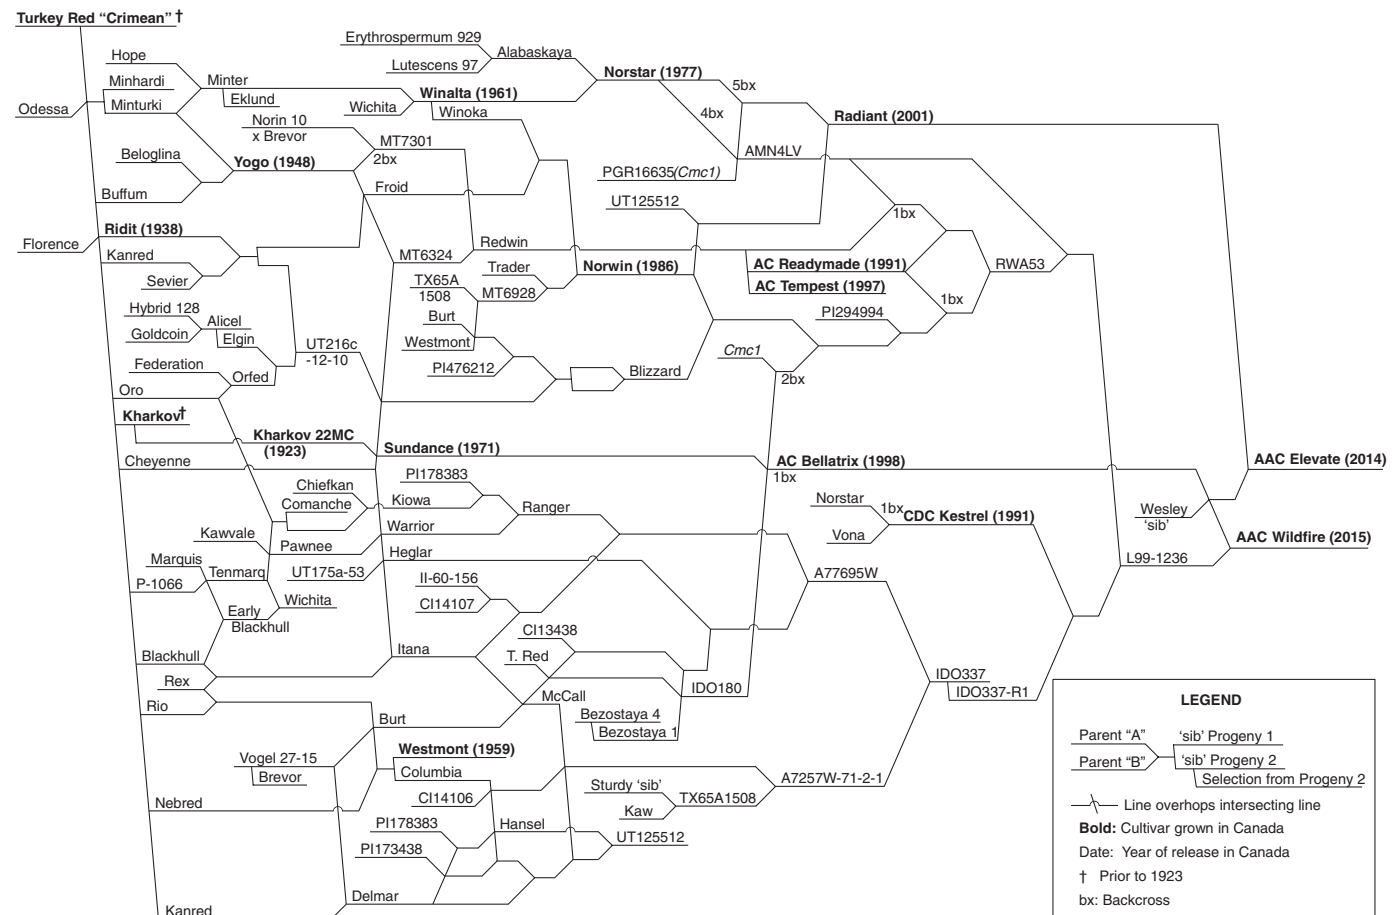 Turkey Red “Crimean” †
Erythrospermum 929
Alabaskaya
Lutescens 97
Hope
Minhardi
Minter
Norstar (1977)
5bx
Eklund
Winalta (1961)
Minturki
Wichita
Winoka
Odessa
4bx
Radiant (2001)
Norin 10
x Brevor
MT7301
AMN4LV
Beloglina
2bx
Yogo (1948)
PGR16635(Cmc1)
Buffum
Froid
UT125512
1bx
Ridit (1938)
Florence
Redwin
Kanred
MT6324
AC Readymade (1991)
RWA53
Trader
Norwin (1986)
Sevier
TX65A
1508
MT6928
AC Tempest (1997)
1bx
Hybrid 128
Alicel
Burt
PI294994
Goldcoin
Elgin
UT216c
-12-10
Westmont
Cmc1
Federation
Orfed
PI476212
Blizzard
2bx
Oro
Kharkov†
Kharkov 22MC
(1923)
Sundance (1971)
Cheyenne
AC Bellatrix (1998)
AAC Elevate (2014)
1bx
PI178383
Chiefkan
Comanche
Kiowa
Ranger
Norstar
1bx
CDC Kestrel (1991)
Wesley
‘sib’
Kawvale
Pawnee
Warrior
Vona
AAC Wildfire (2015)
Marquis
Heglar
L99-1236
P-1066
Tenmarq
UT175a-53
II-60-156
A77695W
CI14107
Early
Blackhull
Wichita
CI13438
Blackhull
Itana
T. Red
Rex
IDO180
IDO337
IDO337-R1
Rio
McCall
Burt
Bezostaya 4
Bezostaya 1
Vogel 27-15
Brevor
Westmont (1959)
Columbia
A7257W-71-2-1
Nebred
CI14106
Sturdy ‘sib’
TX65A1508
Kaw
PI178383
Hansel
UT125512
PI173438
Delmar
Kanred
LEGEND
Parent “A”
‘sib’ Progeny 1
Parent “B”
‘sib’ Progeny 2
Selection from Progeny 2
Line overhops intersecting line
Bold: Cultivar grown in Canada
Date: Year of release in Canada
† Prior to 1923
bx: Backcross